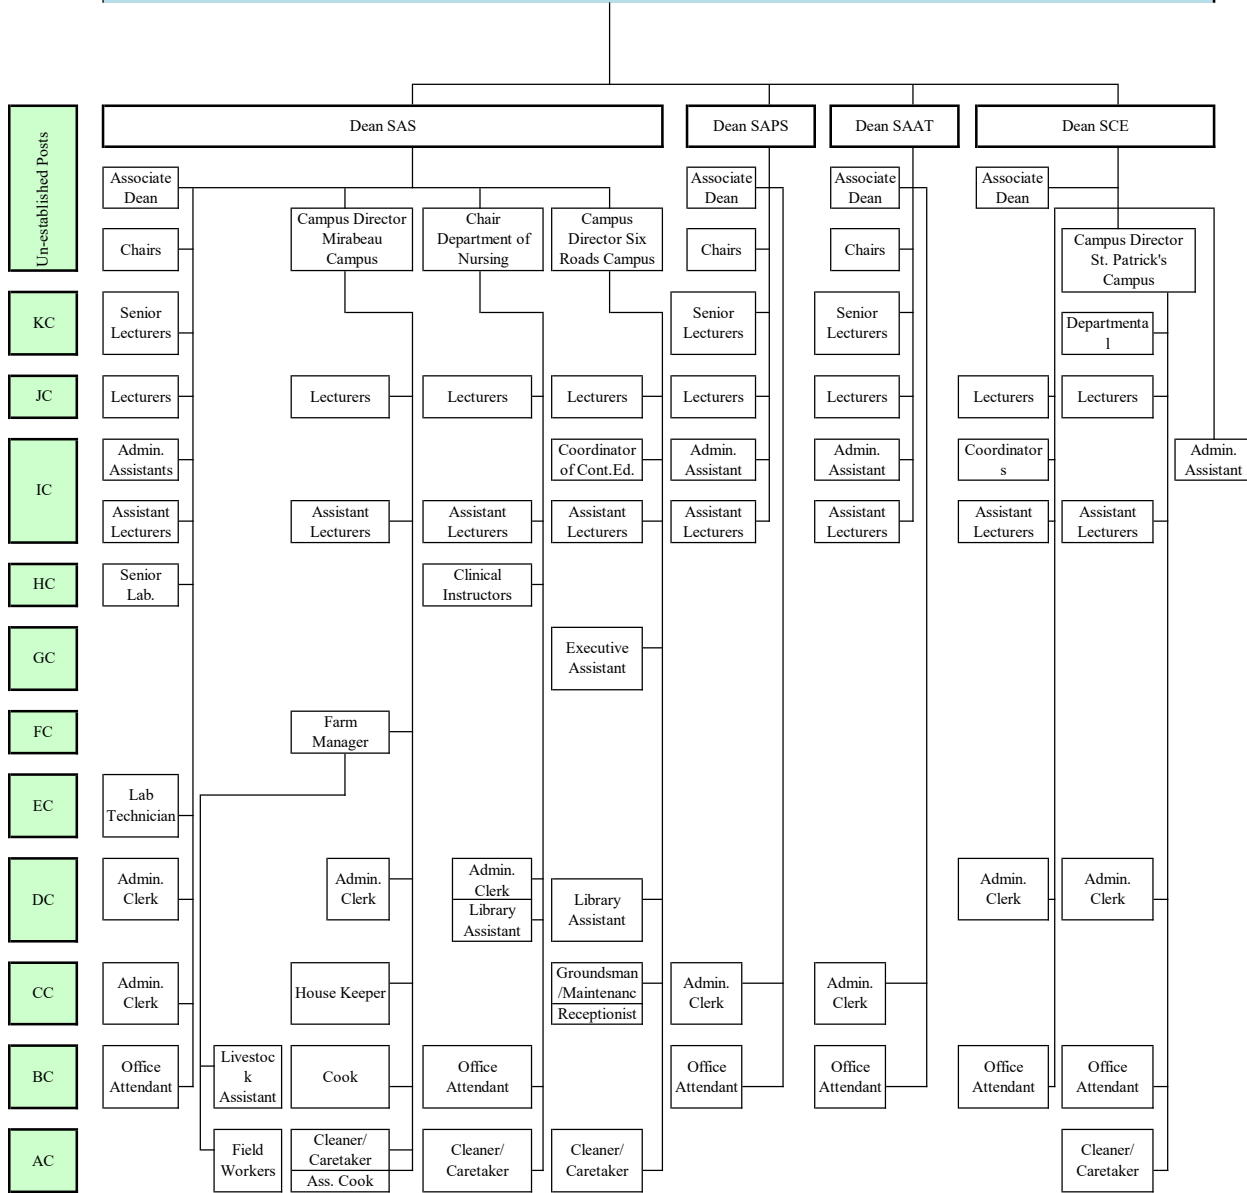 Dean SAS
Dean SAPS
Dean SAAT
Dean SCE
Un-established Posts
Associate
Dean
Associate
Dean
Associate
Dean
Associate
Dean
Chairs
Campus Director
Mirabeau
Campus
Chair
Department of
Nursing
Campus
Director Six
Roads Campus
Chairs
Chairs
Campus Director
St. Patrick's
Campus
KC
Senior
Lecturers
Senior
Lecturers
Senior
Lecturers
Departmenta
l
JC
Lecturers
Lecturers
Lecturers
Lecturers
Lecturers
Lecturers
Lecturers
Lecturers
IC
Admin.
Assistants
Coordinator
of Cont.Ed.
Admin.
Assistant
Admin.
Assistant
Coordinator
s
Admin.
Assistant
Assistant
Lecturers
Assistant
Lecturers
Assistant
Lecturers
Assistant
Lecturers
Assistant
Lecturers
Assistant
Lecturers
Assistant
Lecturers
Assistant
Lecturers
HC
Senior
Lab.
Clinical
Instructors
GC
Executive
Assistant
FC
Farm
Manager
EC
Lab
Technician
DC
Admin.
Clerk
Admin.
Clerk
Admin.
Clerk
Library
Assistant
Library
Assistant
Admin.
Clerk
Admin.
Clerk
CC
Admin.
Clerk
House Keeper
Groundsman
/Maintenanc
Receptionist
Admin.
Clerk
Admin.
Clerk
BC
Office
Attendant
Livestoc
k
Assistant
Cook
Office
Attendant
Office
Attendant
Office
Attendant
Office
Attendant
Office
Attendant
AC
Field
Workers
Cleaner/
Caretaker
Ass. Cook
Cleaner/
Caretaker
Cleaner/
Caretaker
Cleaner/
Caretaker